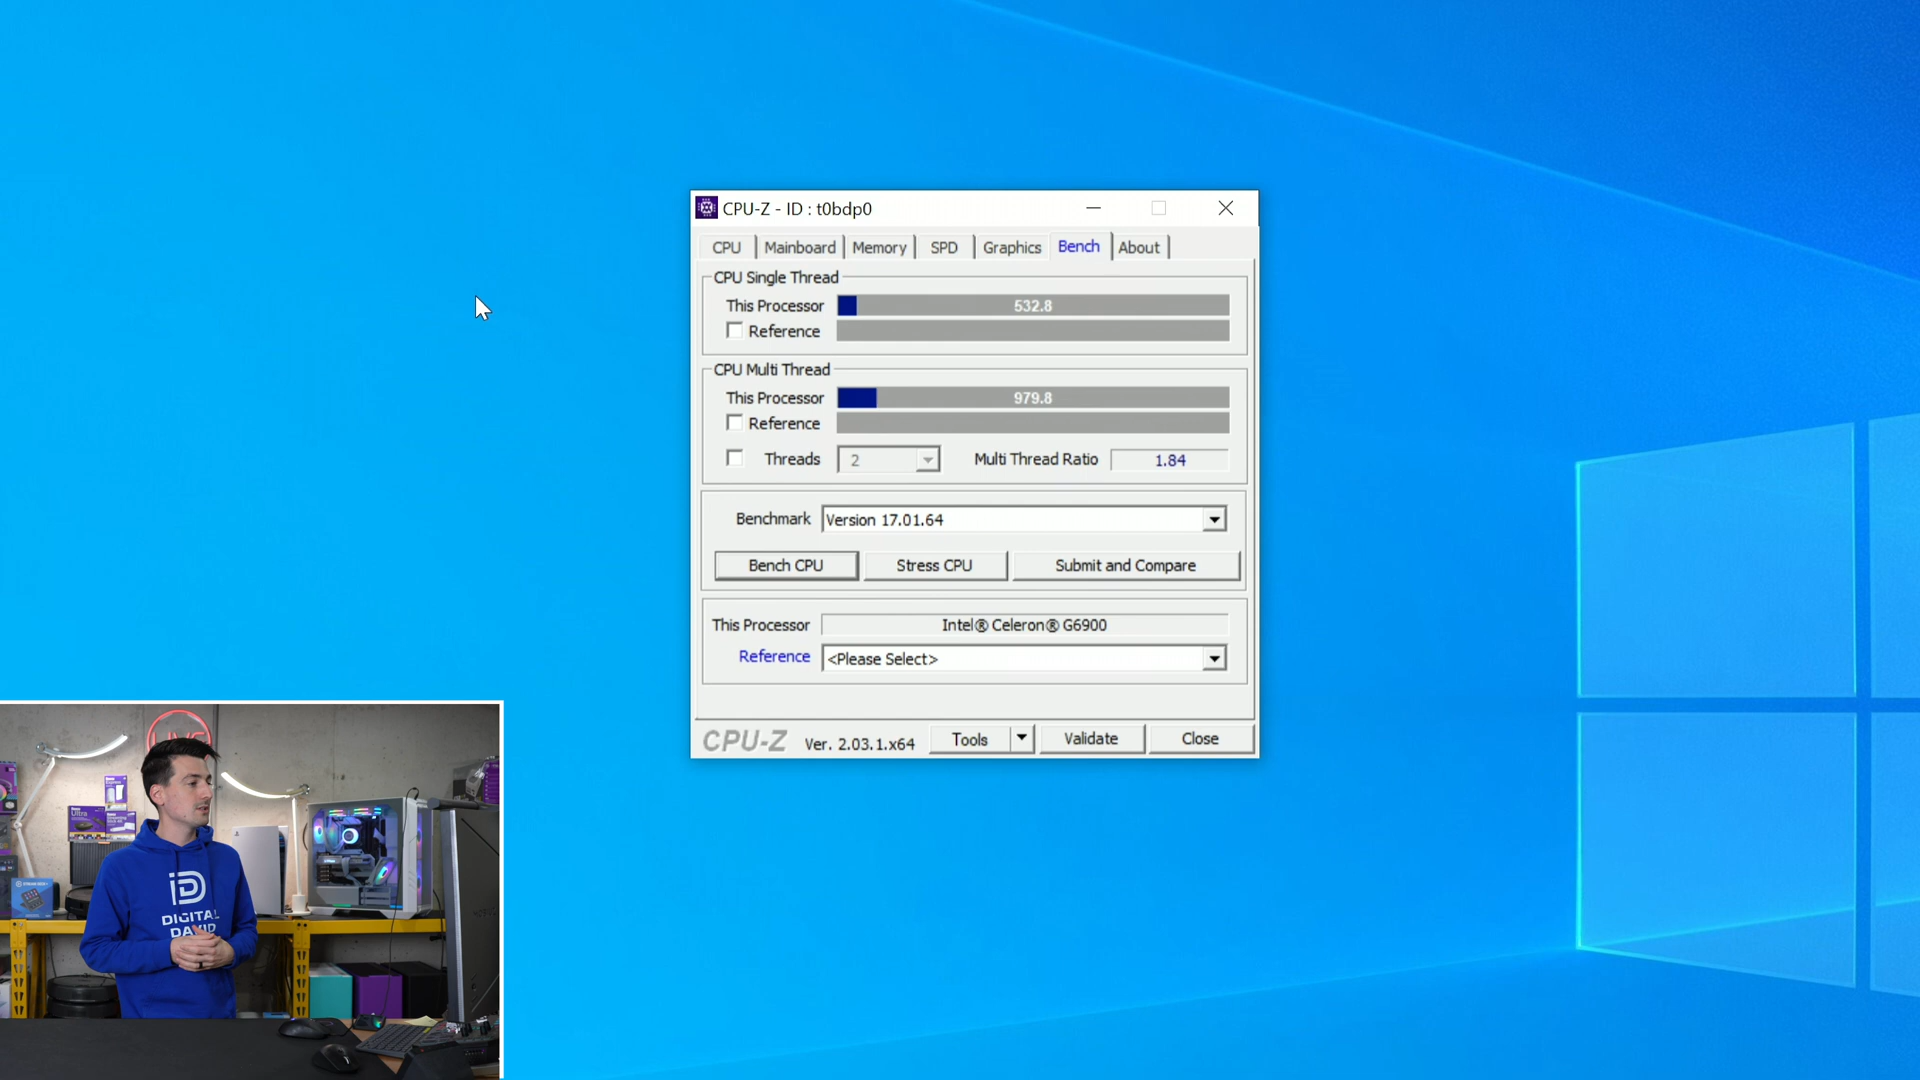 CPU-Z - ID : t0bdp0
CPU Mainboard Memory SPD Graphics Bench About
CPU Single Thread
This Processor 532.8
Reference
CPU Multi Thread
This Processor 979.8
Reference
Threads 2 Multi Thread Ratio 1.84
Benchmark Version 17.01.64
Bench CPU Stress CPU Submit and Compare
This Processor Intel® Celeron® G6900
Reference <Please Select>
CPU-Z Ver. 2.03.1.x64 Tools Validate Close
LIVE
Ultra
DIGITAL
DAVID